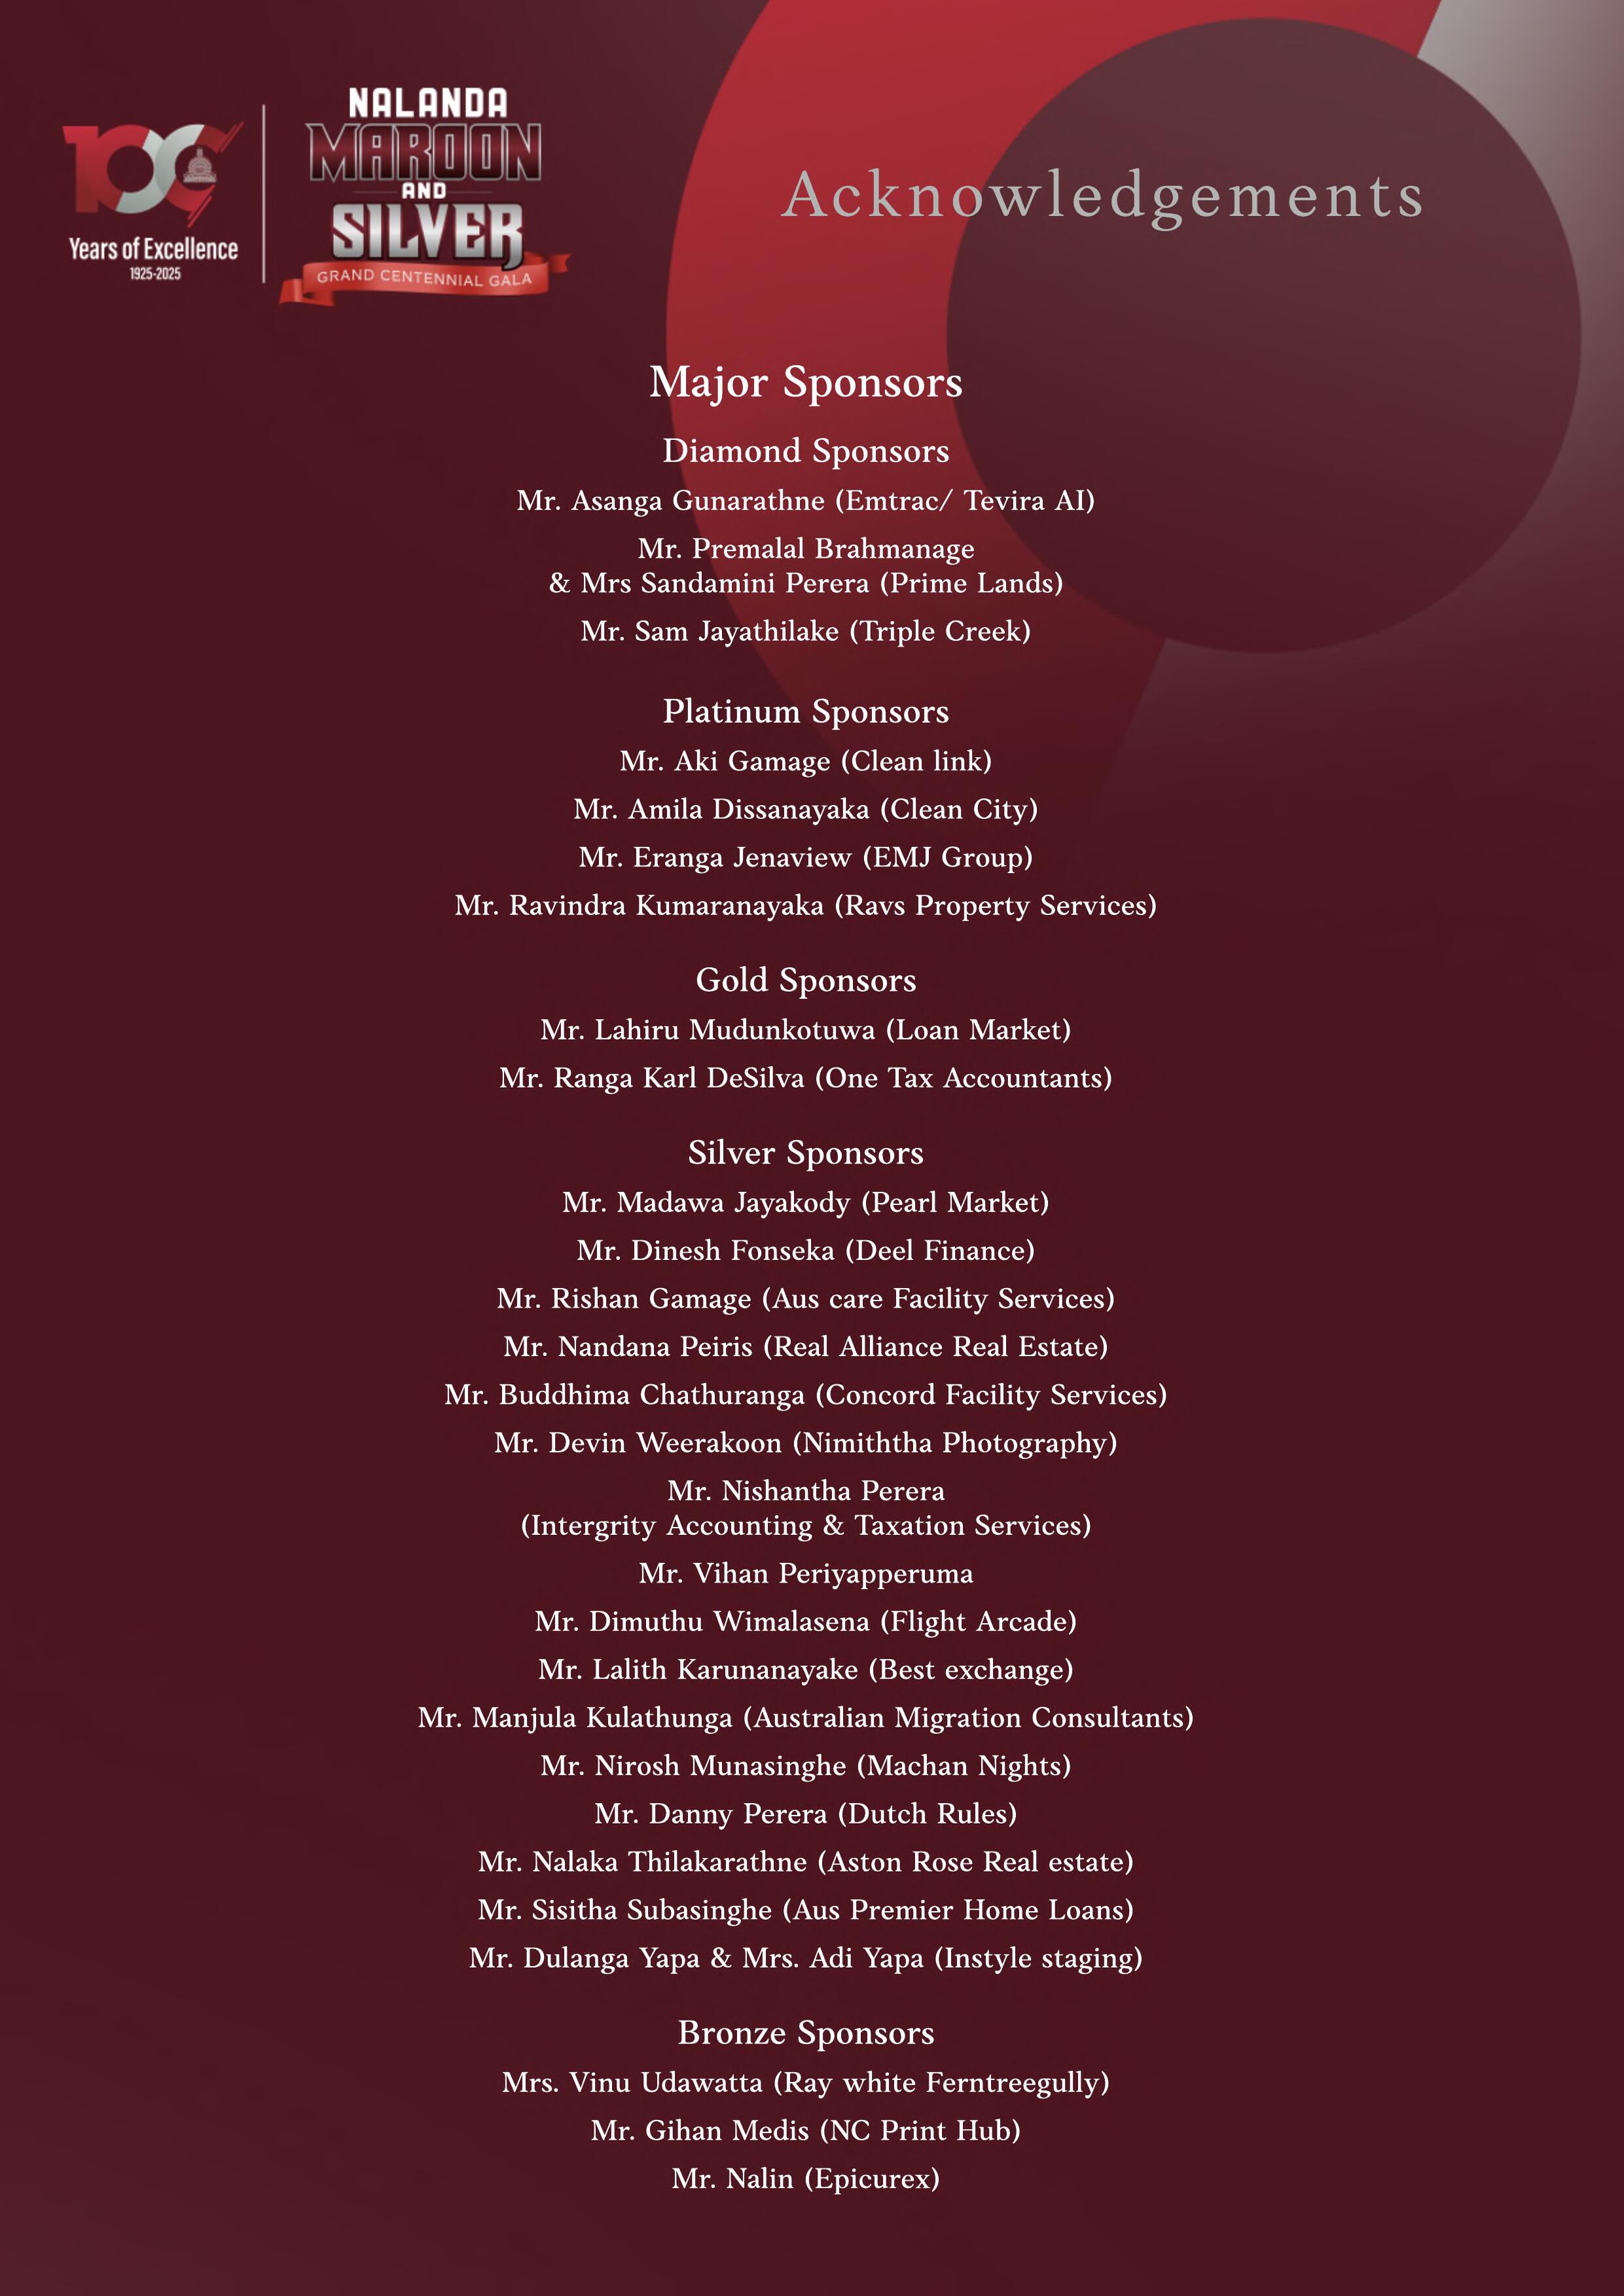 100
Years of Excellence
1925-2025
NALANDA
MAROON
AND
SILVER
GRAND CENTENNIAL GALA
Acknowledgements
Major Sponsors
Diamond Sponsors
Mr. Asanga Gunarathne (Emtrac/ Tevira AI)
Mr. Premalal Brahmanage
& Mrs Sandamini Perera (Prime Lands)
Mr. Sam Jayathilake (Triple Creek)
Platinum Sponsors
Mr. Aki Gamage (Clean link)
Mr. Amila Dissanayaka (Clean City)
Mr. Eranga Jenaview (EMJ Group)
Mr. Ravindra Kumaranayaka (Ravs Property Services)
Gold Sponsors
Mr. Lahiru Mudunkotuwa (Loan Market)
Mr. Ranga Karl DeSilva (One Tax Accountants)
Silver Sponsors
Mr. Madawa Jayakody (Pearl Market)
Mr. Dinesh Fonseka (Deel Finance)
Mr. Rishan Gamage (Aus care Facility Services)
Mr. Nandana Peiris (Real Alliance Real Estate)
Mr. Buddhima Chathuranga (Concord Facility Services)
Mr. Devin Weerakoon (Nimiththa Photography)
Mr. Nishantha Perera
(Intergrity Accounting & Taxation Services)
Mr. Vihan Periyapperuma
Mr. Dimuthu Wimalasena (Flight Arcade)
Mr. Lalith Karunanayake (Best exchange)
Mr. Manjula Kulathunga (Australian Migration Consultants)
Mr. Nirosh Munasinghe (Machan Nights)
Mr. Danny Perera (Dutch Rules)
Mr. Nalaka Thilakarathne (Aston Rose Real estate)
Mr. Sisitha Subasinghe (Aus Premier Home Loans)
Mr. Dulanga Yapa & Mrs. Adi Yapa (Instyle staging)
Bronze Sponsors
Mrs. Vinu Udawatta (Ray white Ferntreegully)
Mr. Gihan Medis (NC Print Hub)
Mr. Nalin (Epicurex)